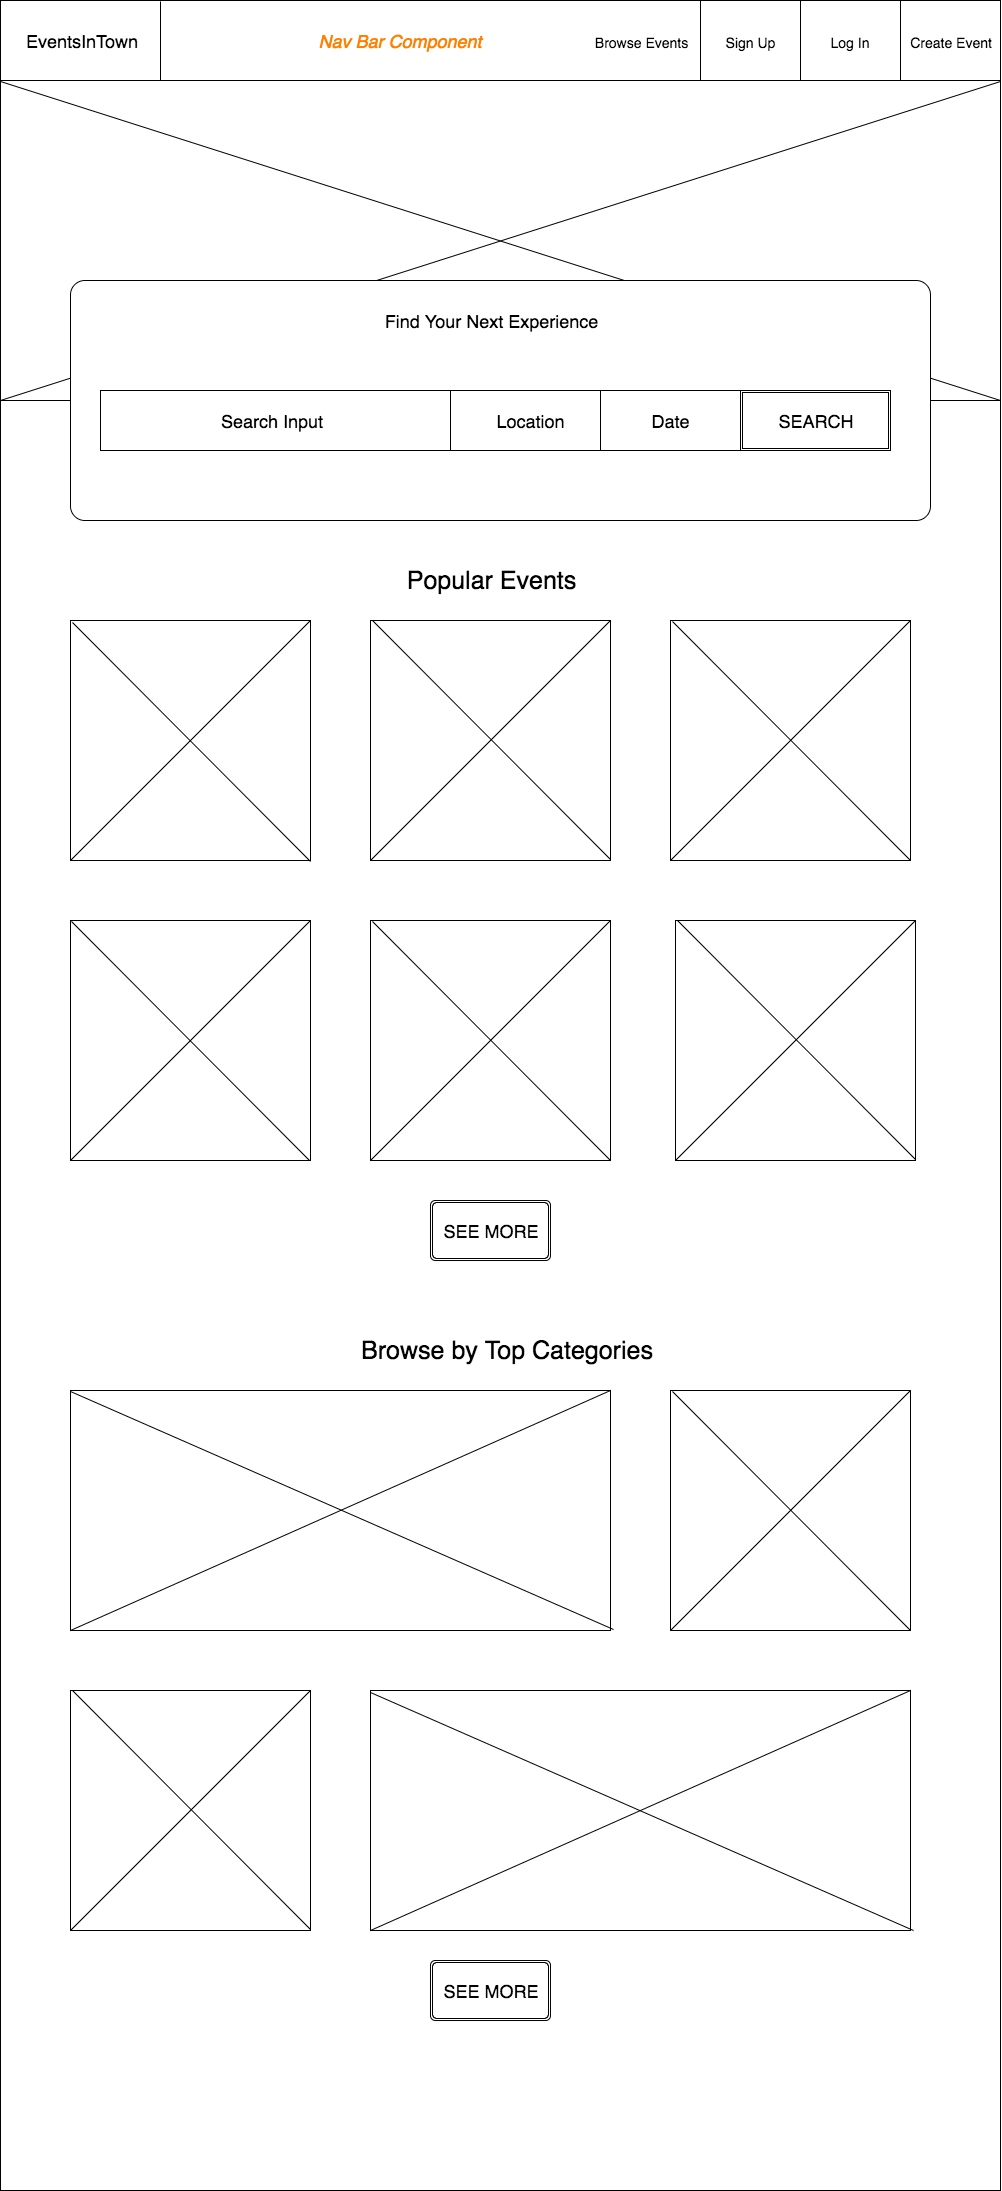 EventsInTown
Nav Bar Component
Browse Events
Sign Up
Log In
Create Event
Find Your Next Experience
Search Input
Location
Date
SEARCH
Popular Events
SEE MORE
Browse by Top Categories
SEE MORE